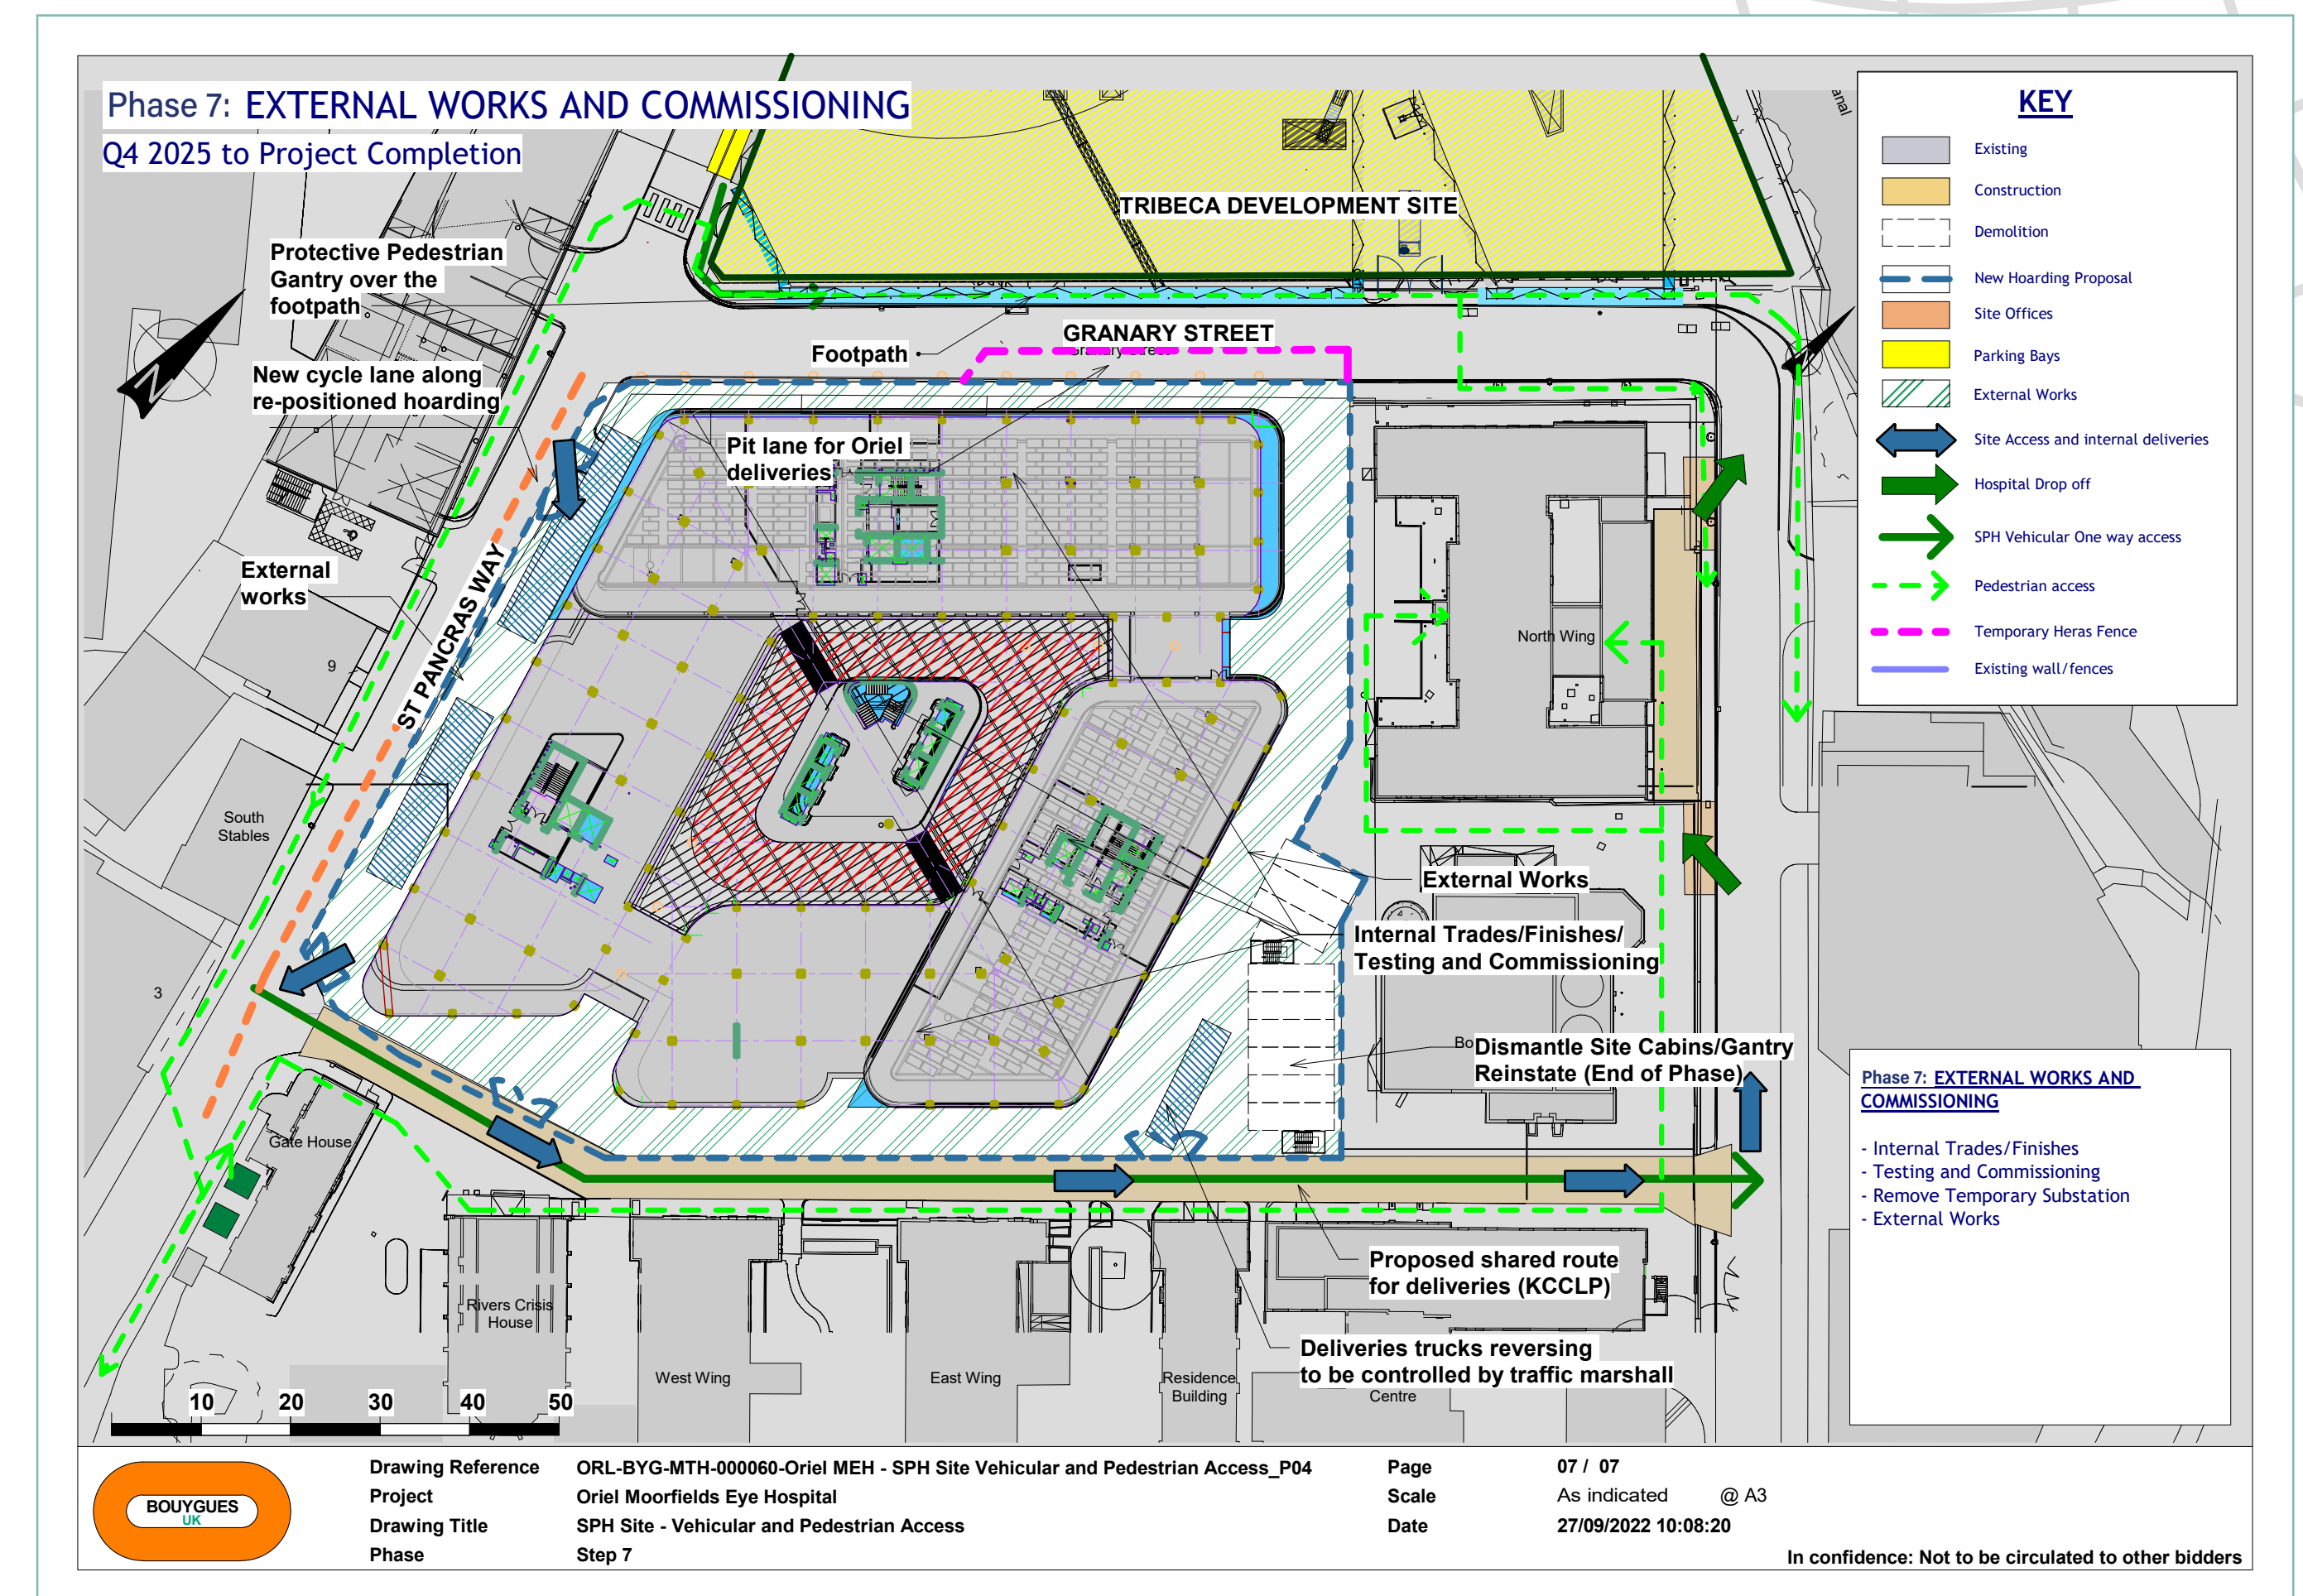 Phase 7: EXTERNAL WORKS AND COMMISSIONING
Q4 2025 to Project Completion
TRIBECA DEVELOPMENT SITE
Protective Pedestrian
Gantry over the
footpath
New cycle lane along
re-positioned hoarding
Footpath
GRANARY STREET
Granary Street
Pit lane for Oriel
deliveries
External
works
ST PANCRAS WAY
9
North Wing
South
Stables
3
External Works
Internal Trades/Finishes/
Testing and Commissioning
Dismantle Site Cabins/Gantry
Reinstate (End of Phase)
Gate House
Proposed shared route
for deliveries (KCCLP)
Rivers Crisis
House
Deliveries trucks reversing
to be controlled by traffic marshall
West Wing
East Wing
Residence
Building
Centre
10 20 30 40 50
KEY
Existing
Construction
Demolition
New Hoarding Proposal
Site Offices
Parking Bays
External Works
Site Access and internal deliveries
Hospital Drop off
SPH Vehicular One way access
Pedestrian access
Temporary Heras Fence
Existing wall/fences
Phase 7: EXTERNAL WORKS AND
COMMISSIONING
- Internal Trades/Finishes
- Testing and Commissioning
- Remove Temporary Substation
- External Works
BOUYGUES
UK
Drawing Reference ORL-BYG-MTH-000060-Oriel MEH - SPH Site Vehicular and Pedestrian Access_P04
Project Oriel Moorfields Eye Hospital
Drawing Title SPH Site - Vehicular and Pedestrian Access
Phase Step 7
Page 07 / 07
Scale As indicated @ A3
Date 27/09/2022 10:08:20
In confidence: Not to be circulated to other bidders